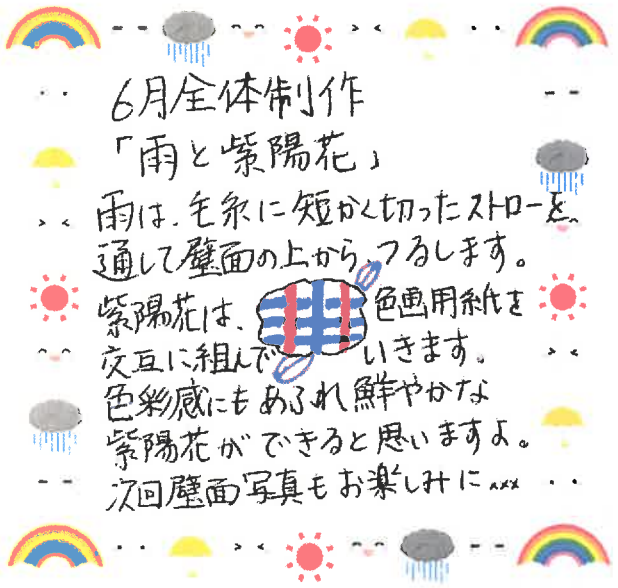 6月全体制作
「雨と紫陽花」
雨は、毛糸に短かく切ったストローを
通して壁面の上から、つるします。
紫陽花は、色画用紙を
交互に組んでいきます。
色彩感にもあふれ鮮やかな
紫陽花ができると思いますよ。
次回壁面写真もお楽しみに…